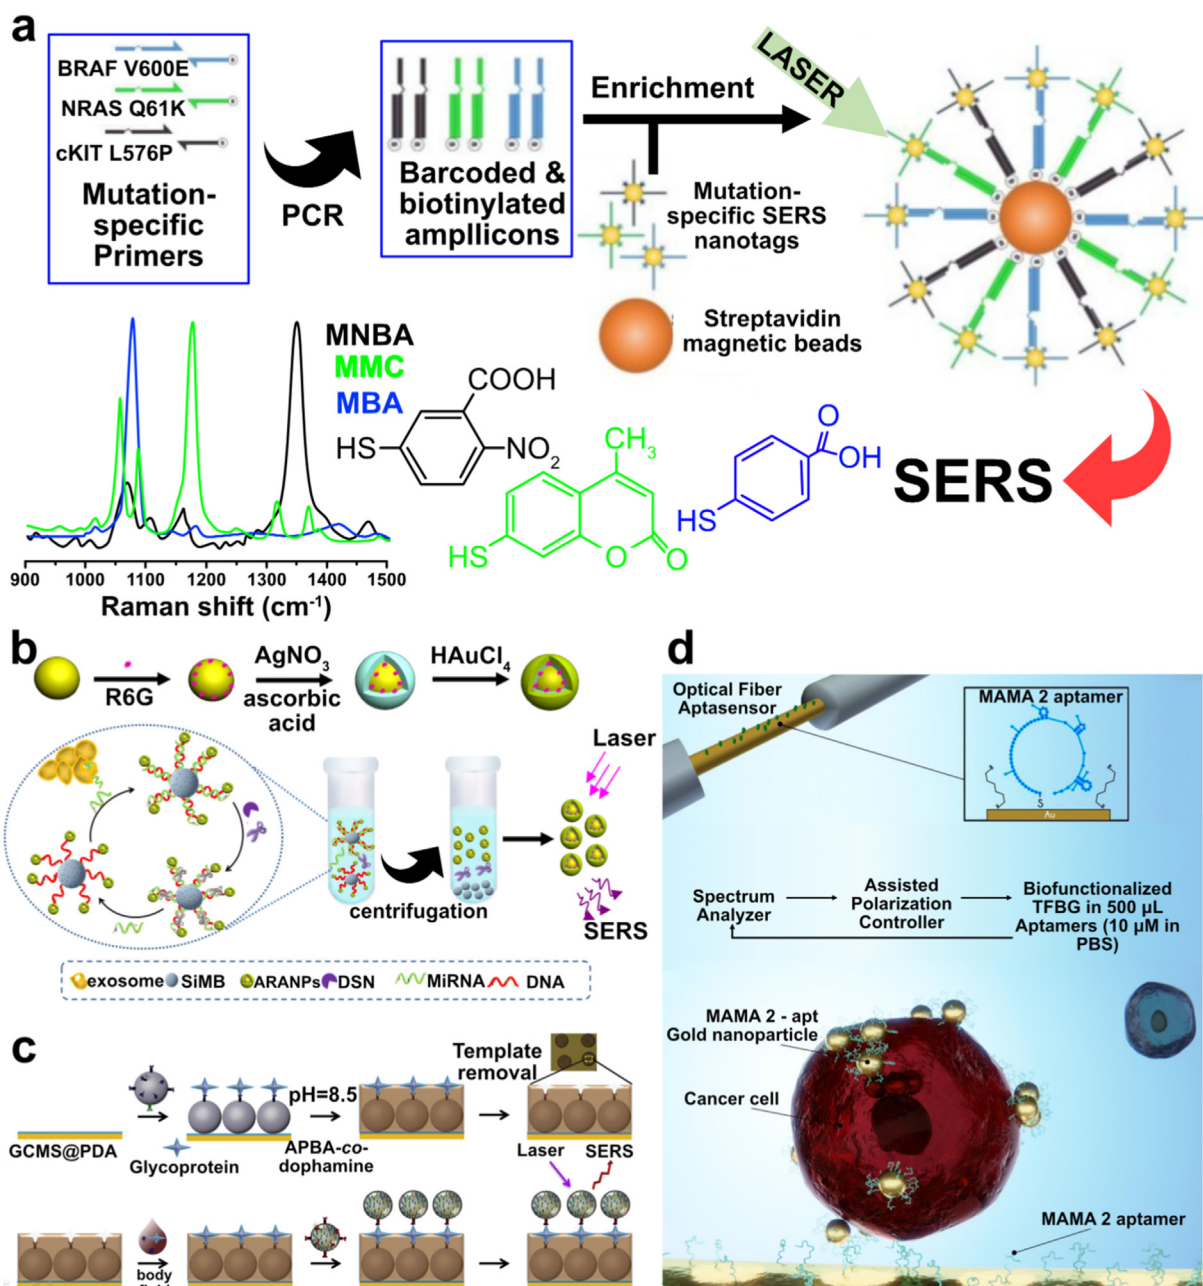 a
BRAF V600E
NRAS Q61K
cKIT L576P
Mutation-
specific
Primers
PCR
Barcoded &
biotinylated
ampllicons
Enrichment
Mutation-
specific SERS
nanotags
Streptavidin
magnetic beads
LASER
MNBA
MMC
MBA
COOH
HS
NO2
CH3
HS
O
O
O
OH
HS
SERS
900 1000 1100 1200 1300 1400 1500
Raman shift (cm-1)
b
R6G
AgNO3
ascorbic
acid
HAuCl4
Laser
centrifugation
SERS
exosome SiMB ARANPs DSN MiRNA DNA
c
GCMS@PDA
Glycoprotein
pH=8.5
APBA-co-
dophamine
Template
removal
Laser
SERS
body
d
Optical Fiber
Aptasensor
MAMA 2 aptamer
S
Au
Spectrum
Analyzer
Assisted
Polarization
Controller
Biofunctionalized
TFBG in 500 µL
Aptamers (10 µM in
PBS)
MAMA 2 - apt
Gold nanoparticle
Cancer cell
MAMA 2 aptamer